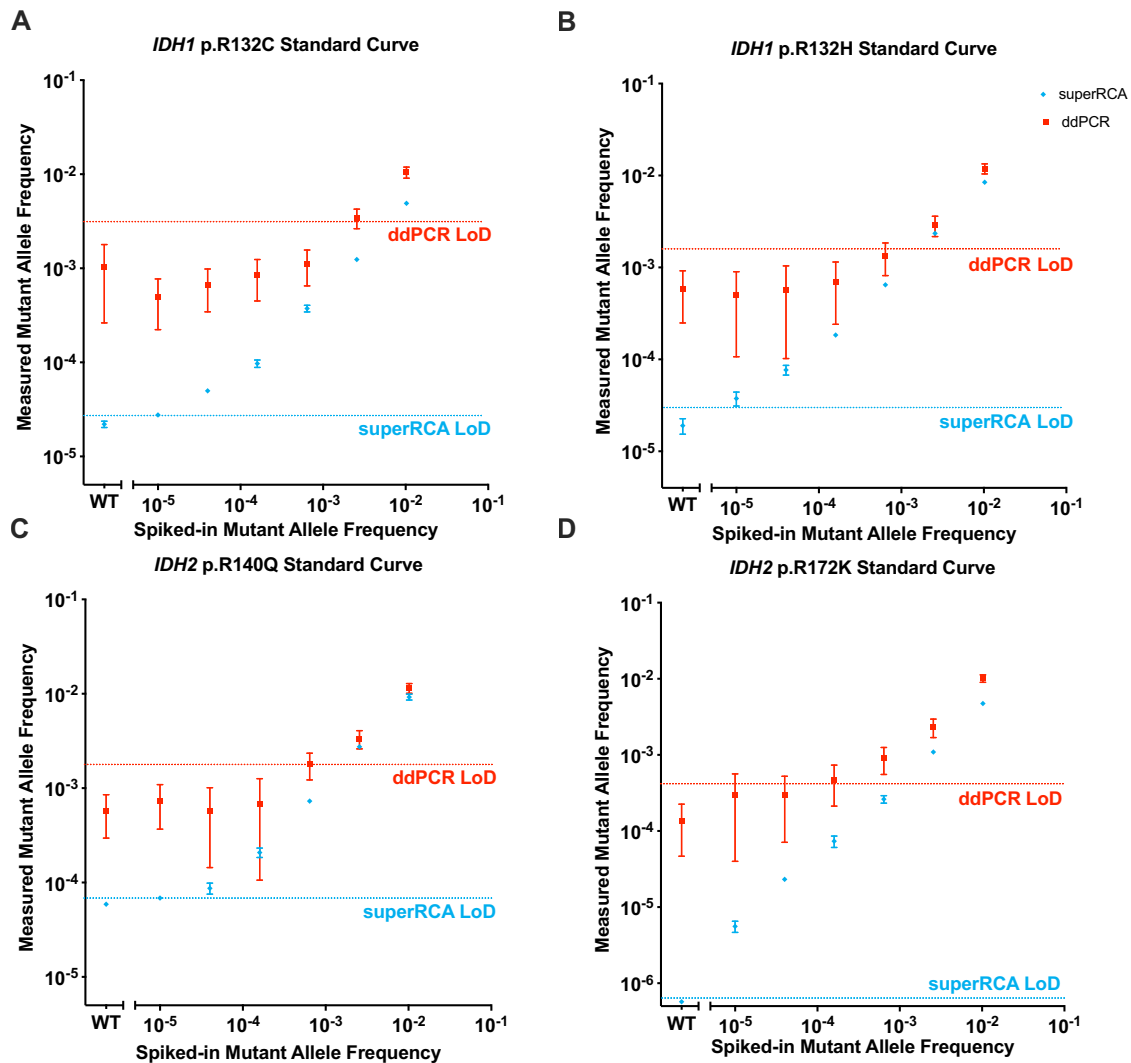 A
IDH1 p.R132C Standard Curve
Measured Mutant Allele Frequency
10⁻¹
10⁻²
10⁻³
10⁻⁴
10⁻⁵
ddPCR LoD
superRCA LoD
WT 10⁻⁵ 10⁻⁴ 10⁻³ 10⁻² 10⁻¹
Spiked-in Mutant Allele Frequency
B
IDH1 p.R132H Standard Curve
superRCA
ddPCR
Measured Mutant Allele Frequency
10⁻¹
10⁻²
10⁻³
10⁻⁴
10⁻⁵
ddPCR LoD
superRCA LoD
WT 10⁻⁵ 10⁻⁴ 10⁻³ 10⁻² 10⁻¹
Spiked-in Mutant Allele Frequency
C
IDH2 p.R140Q Standard Curve
Measured Mutant Allele Frequency
10⁻¹
10⁻²
10⁻³
10⁻⁴
10⁻⁵
ddPCR LoD
superRCA LoD
WT 10⁻⁵ 10⁻⁴ 10⁻³ 10⁻² 10⁻¹
Spiked-in Mutant Allele Frequency
D
IDH2 p.R172K Standard Curve
Measured Mutant Allele Frequency
10⁻¹
10⁻²
10⁻³
10⁻⁴
10⁻⁵
10⁻⁶
ddPCR LoD
superRCA LoD
WT 10⁻⁵ 10⁻⁴ 10⁻³ 10⁻² 10⁻¹
Spiked-in Mutant Allele Frequency